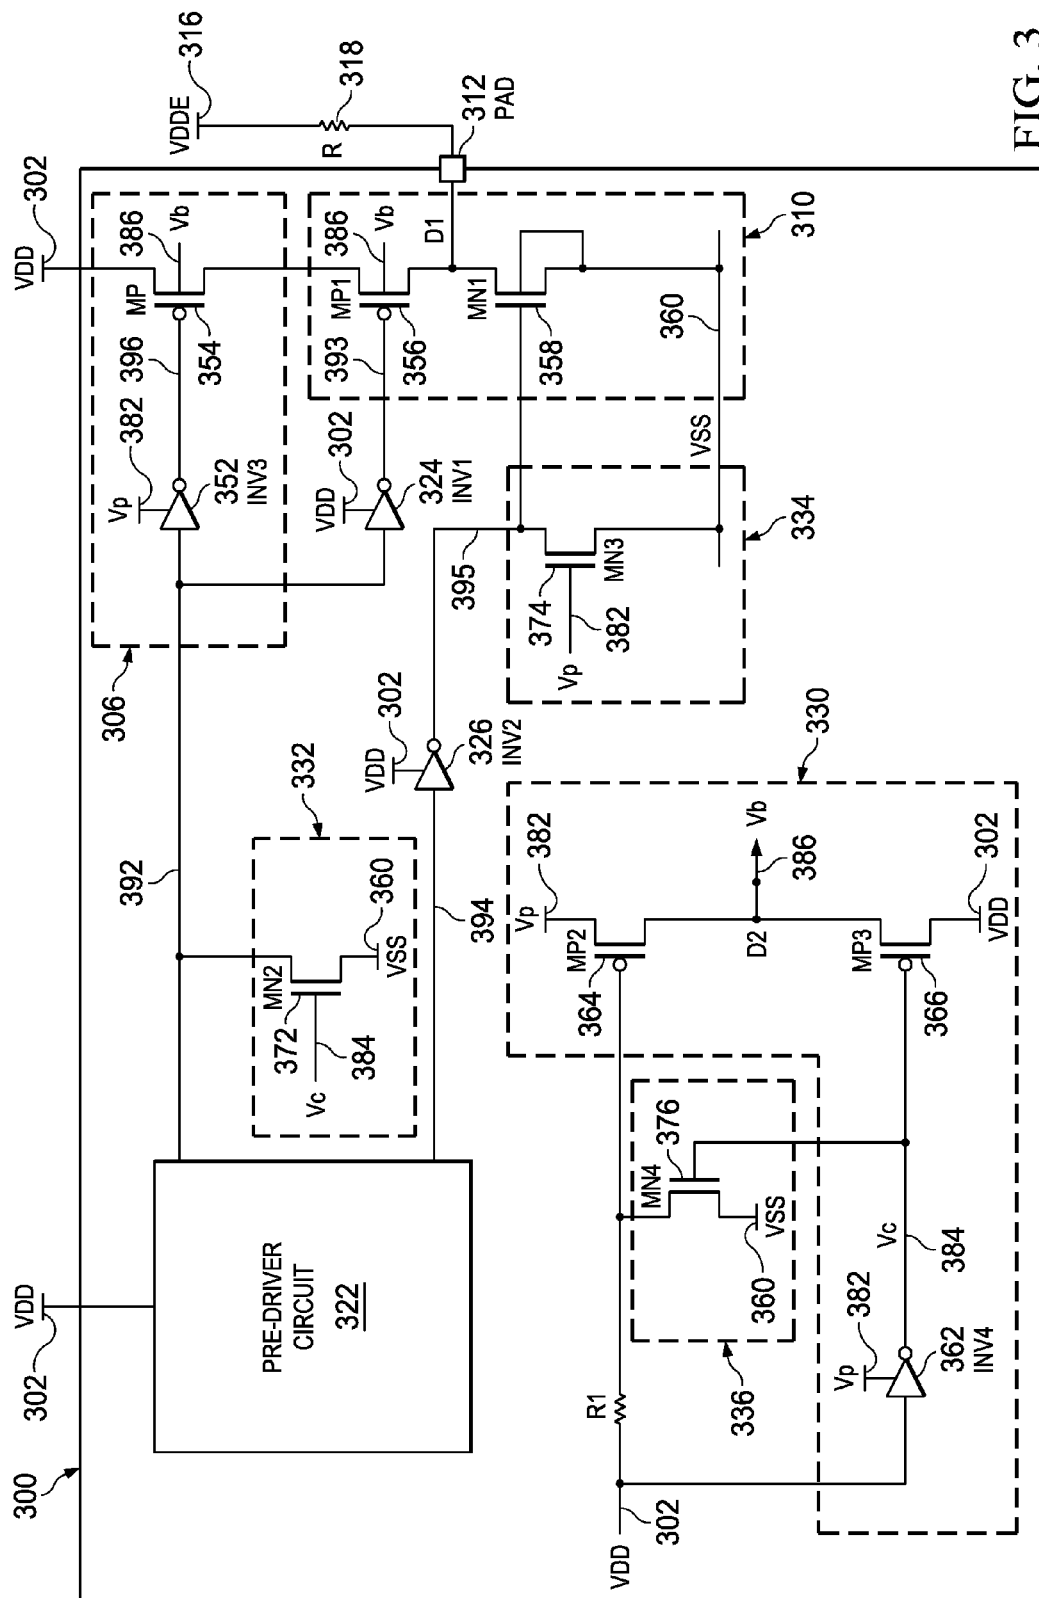 300
VDD
302
PRE-DRIVER
CIRCUIT
322
392
306
Vp
382
352
INV3
396
MP
354
386
Vb
VDD
302
VDDE
316
R
318
312
PAD
MP1
386
Vb
356
393
VDD
302
324
INV1
D1
MN1
358
310
360
VSS
332
MN2
372
384
Vc
360
VSS
394
VDD
302
326
INV2
395
374
MN3
382
Vp
334
330
Vp
382
MP2
364
D2
386
Vb
MP3
366
302
VDD
MN4
376
360
VSS
336
R1
VDD
302
Vp
382
362
INV4
Vc
384
FIG. 3